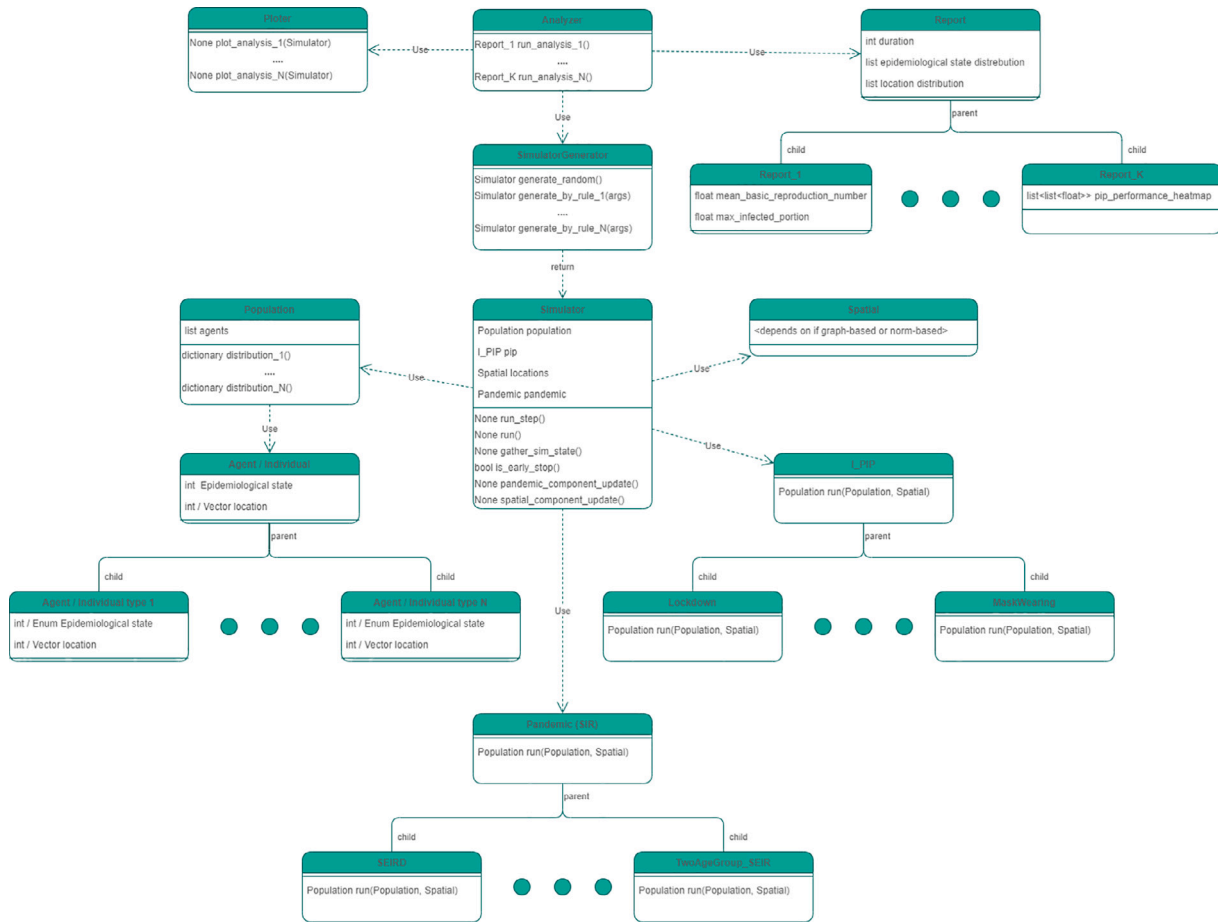 Ploter
None plot_analysis_1(Simulator)
....
None plot_analysis_N(Simulator)
Use
Analyzer
Report_1 run_analysis_1()
....
Report_K run_analysis_N()
Use
Report
int duration
list epidemiological state distrebution
list location distribution
parent
child
child
Report_1
float mean_basic_reproduction_number
float max_infected_portion
Report_K
list<list<float>> pip_performance_heatmap
Use
SimulatorGenerator
Simulator generate_random()
Simulator generate_by_rule_1(args)
....
Simulator generate_by_rule_N(args)
return
Population
list agents
dictionary distribution_1()
....
dictionary distribution_N()
Use
Simulator
Population population
I_PIP pip
Spatial locations
Pandemic pandemic
None run_step()
None run()
None gather_sim_state()
bool is_early_stop()
None pandemic_component_update()
None spatial_component_update()
Use
Spatial
<depends on if graph-based or norm-based>
Use
Agent / Individual
int Epidemiological state
int / Vector location
parent
child
child
Agent / Individual type 1
int / Enum Epidemiological state
int / Vector location
Agent / Individual type N
int / Enum Epidemiological state
int / Vector location
Use
I_PIP
Population run(Population, Spatial)
parent
child
child
Lockdown
Population run(Population, Spatial)
MaskWearing
Population run(Population, Spatial)
Use
Pandemic (SIR)
Population run(Population, Spatial)
parent
child
child
SEIRD
Population run(Population, Spatial)
TwoAgeGroup_SEIR
Population run(Population, Spatial)